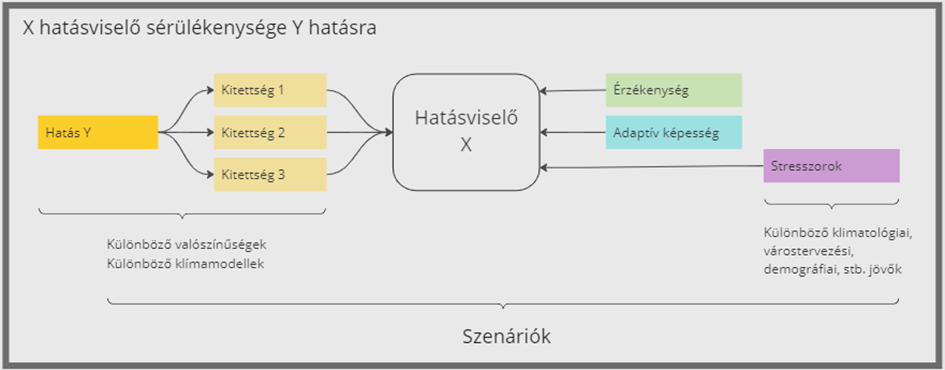 X hatásviselő sérülékenysége Y hatásra
Hatás Y
Kitettség 1
Kitettség 2
Kitettség 3
Hatásviselő
X
Érzékenység
Adaptív képesség
Stresszorok
Különböző valószínűségek
Különböző klímamodellek
Különböző klimatológiai,
várostervezési,
demográfiai, stb. jövők
Szenáriók